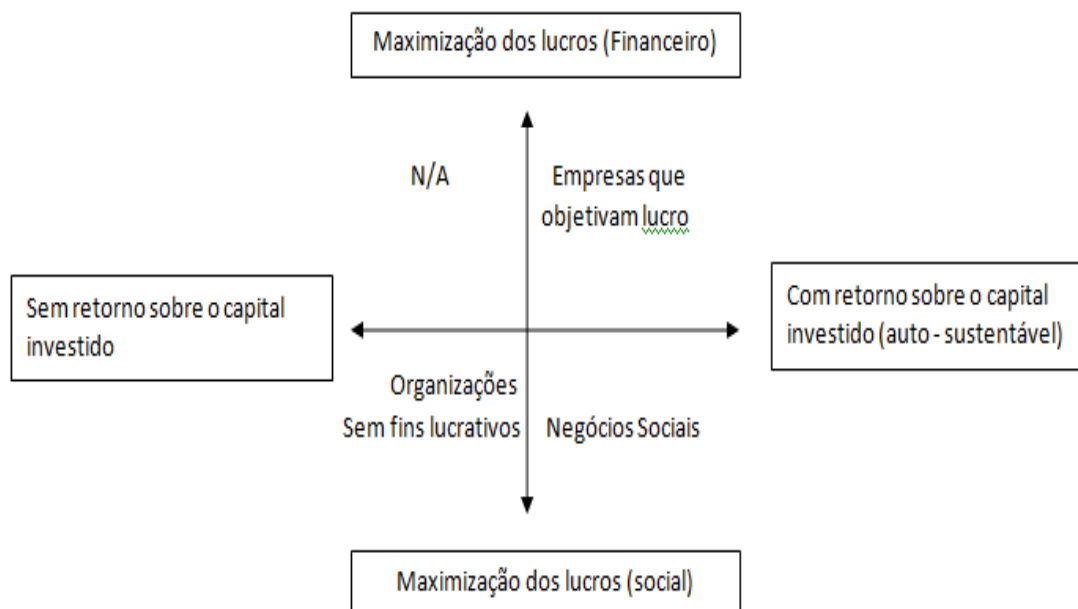 Maximização dos lucros (Financeiro)
N/A
Empresas que
objetivam lucro
Sem retorno sobre o capital
investido
Com retorno sobre o capital
investido (auto - sustentável)
Organizações
Sem fins lucrativos
Negócios Sociais
Maximização dos lucros (social)